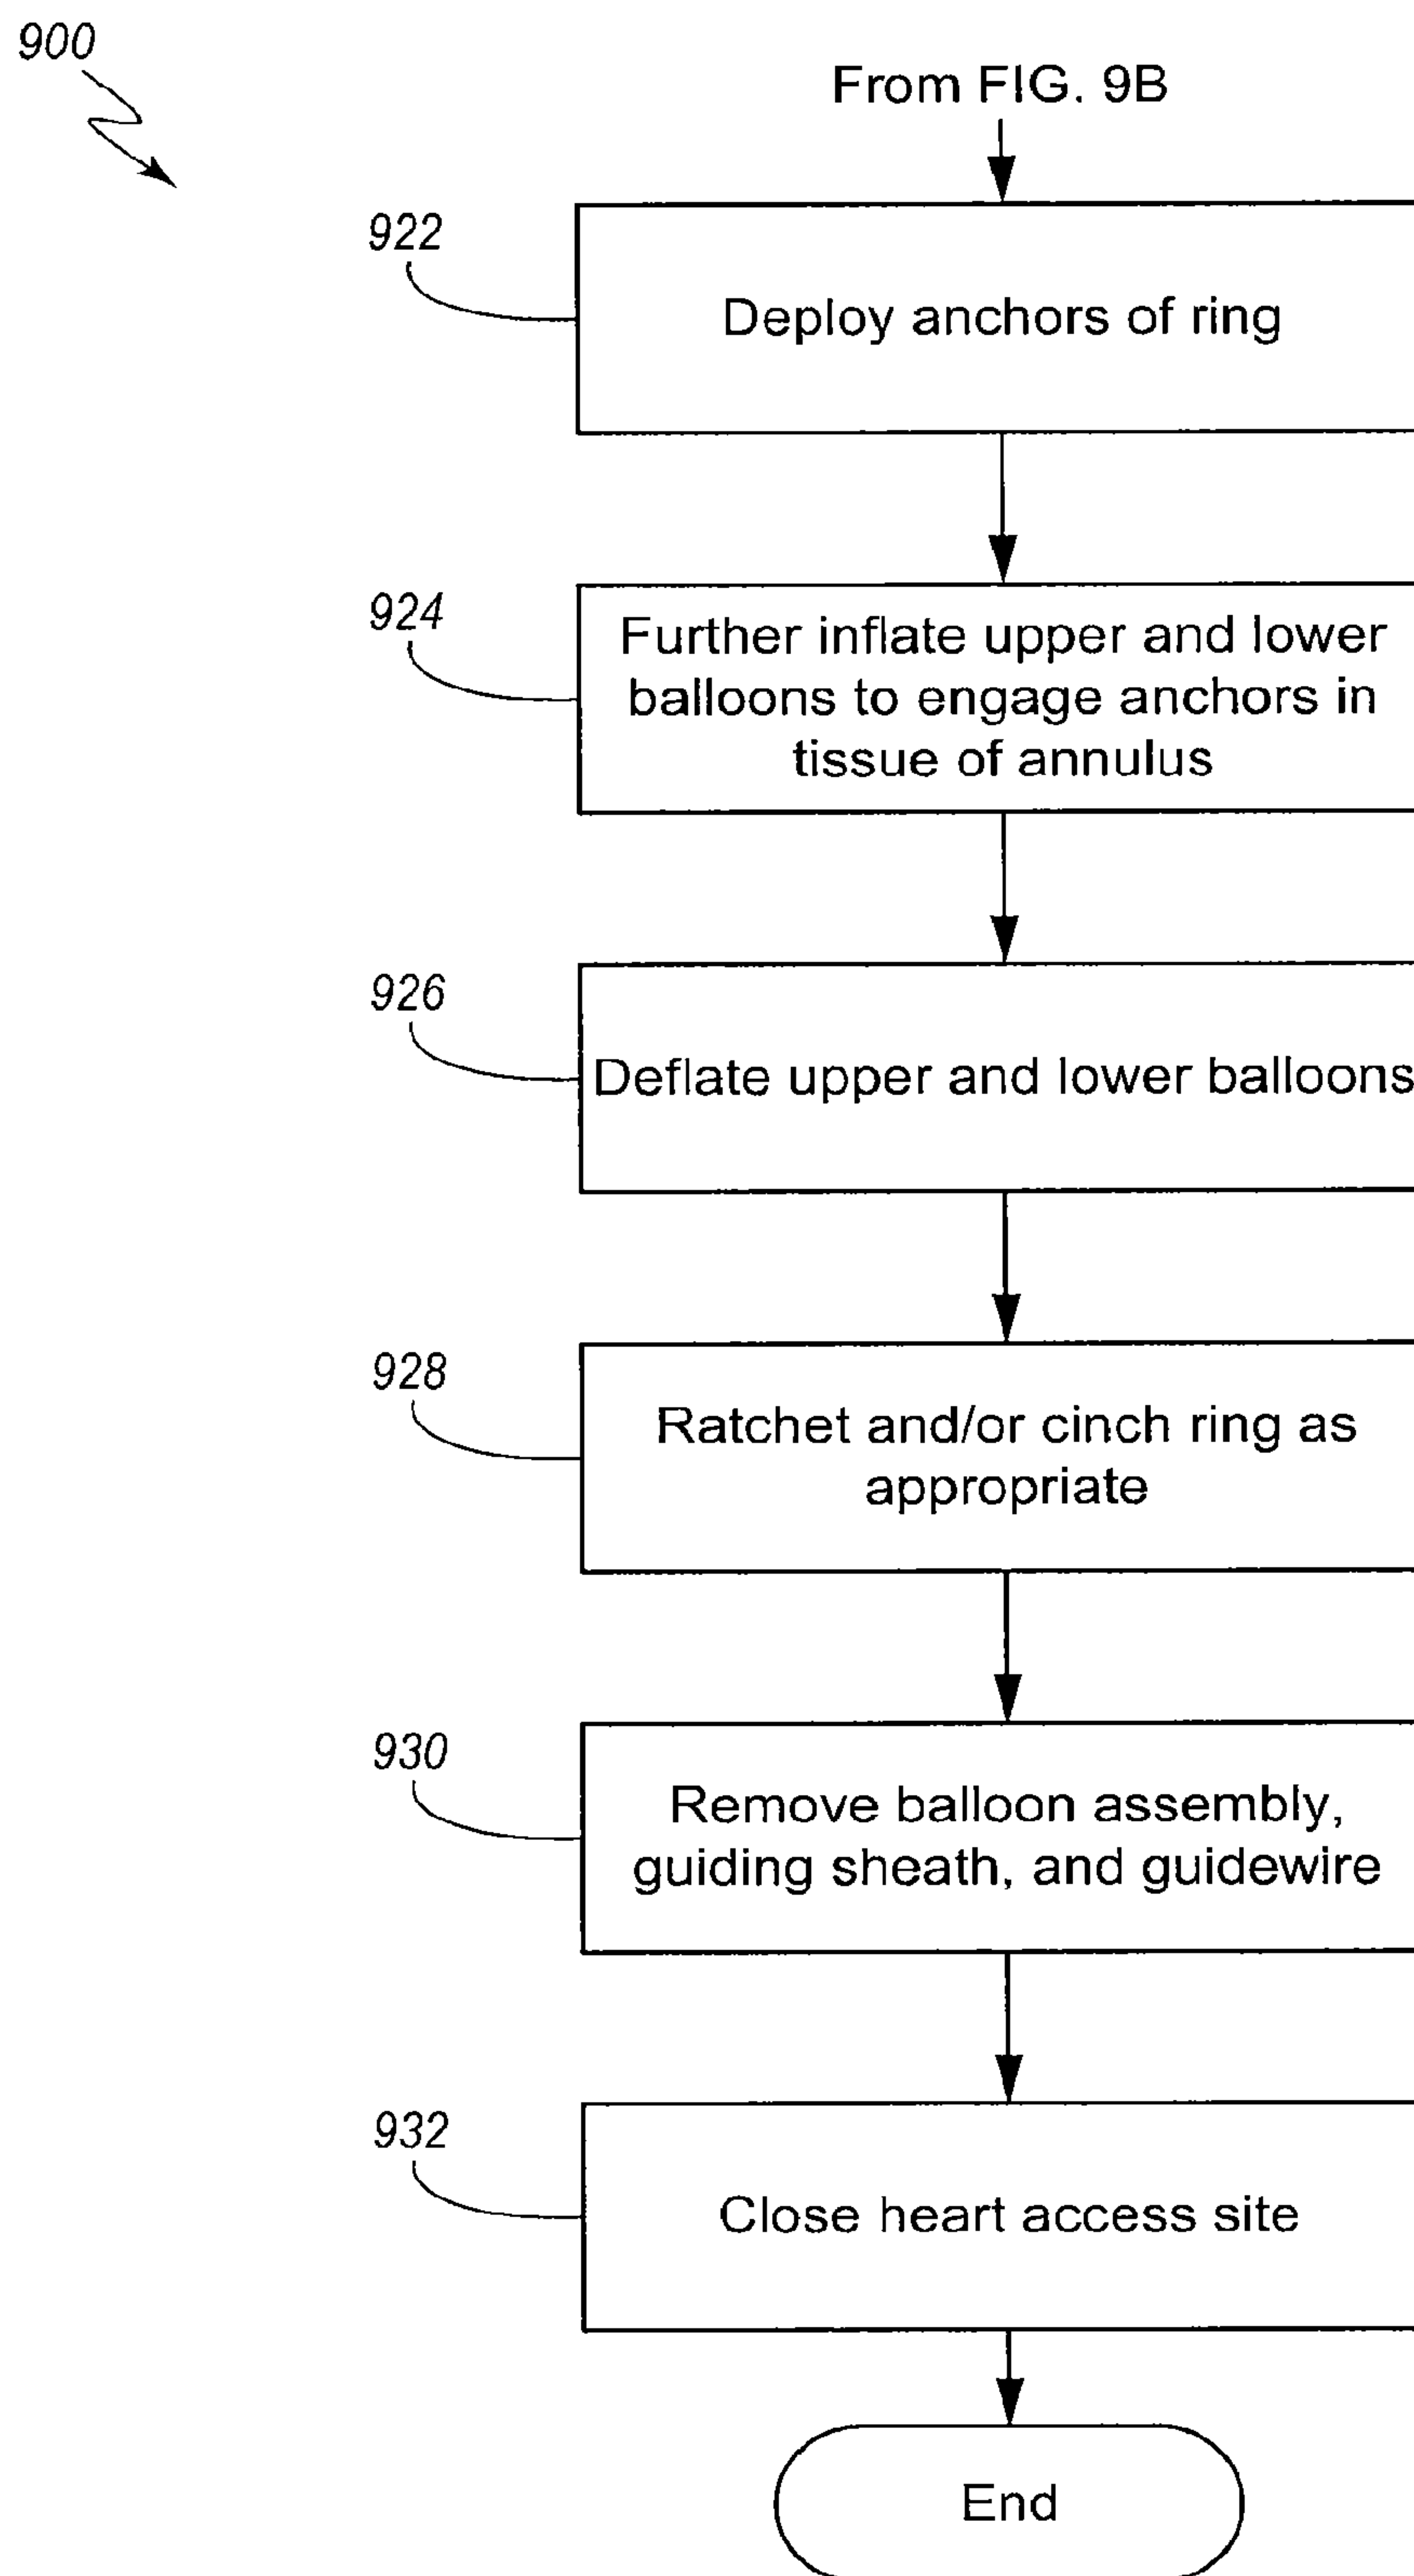 900
From FIG. 9B
922
Deploy anchors of ring
924
Further inflate upper and lower
balloons to engage anchors in
tissue of annulus
926
Deflate upper and lower balloons
928
Ratchet and/or cinch ring as
appropriate
930
Remove balloon assembly,
guiding sheath, and guidewire
932
Close heart access site
End